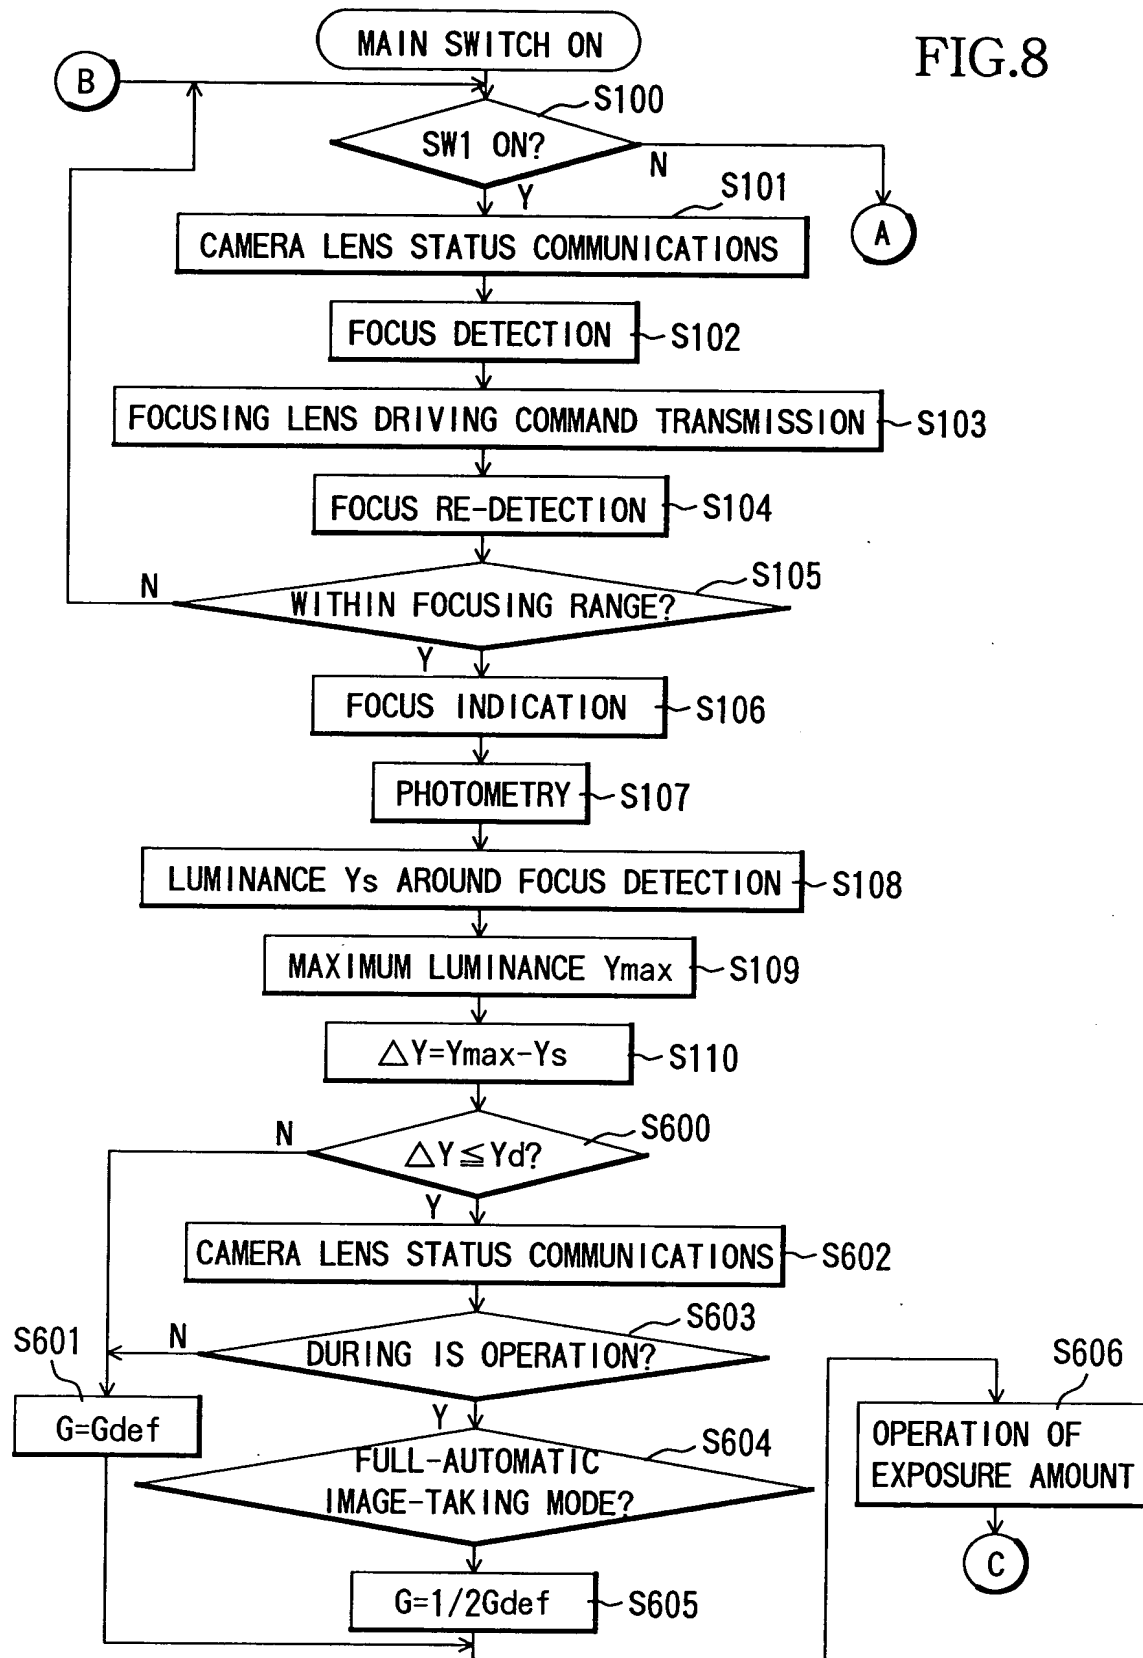 FIG.8
MAIN SWITCH ON
B
S100
SW1 ON?
N
Y
A
S101
CAMERA LENS STATUS COMMUNICATIONS
FOCUS DETECTION
S102
FOCUSING LENS DRIVING COMMAND TRANSMISSION
S103
FOCUS RE-DETECTION
S104
S105
N
WITHIN FOCUSING RANGE?
Y
FOCUS INDICATION
S106
PHOTOMETRY
S107
LUMINANCE Ys AROUND FOCUS DETECTION
S108
MAXIMUM LUMINANCE Ymax
S109
△Y=Ymax-Ys
S110
S600
N
△Y≦Yd?
Y
CAMERA LENS STATUS COMMUNICATIONS
S602
S603
N
DURING IS OPERATION?
Y
S601
G=Gdef
S604
FULL-AUTOMATIC
IMAGE-TAKING MODE?
G=1/2Gdef
S605
S606
OPERATION OF
EXPOSURE AMOUNT
C